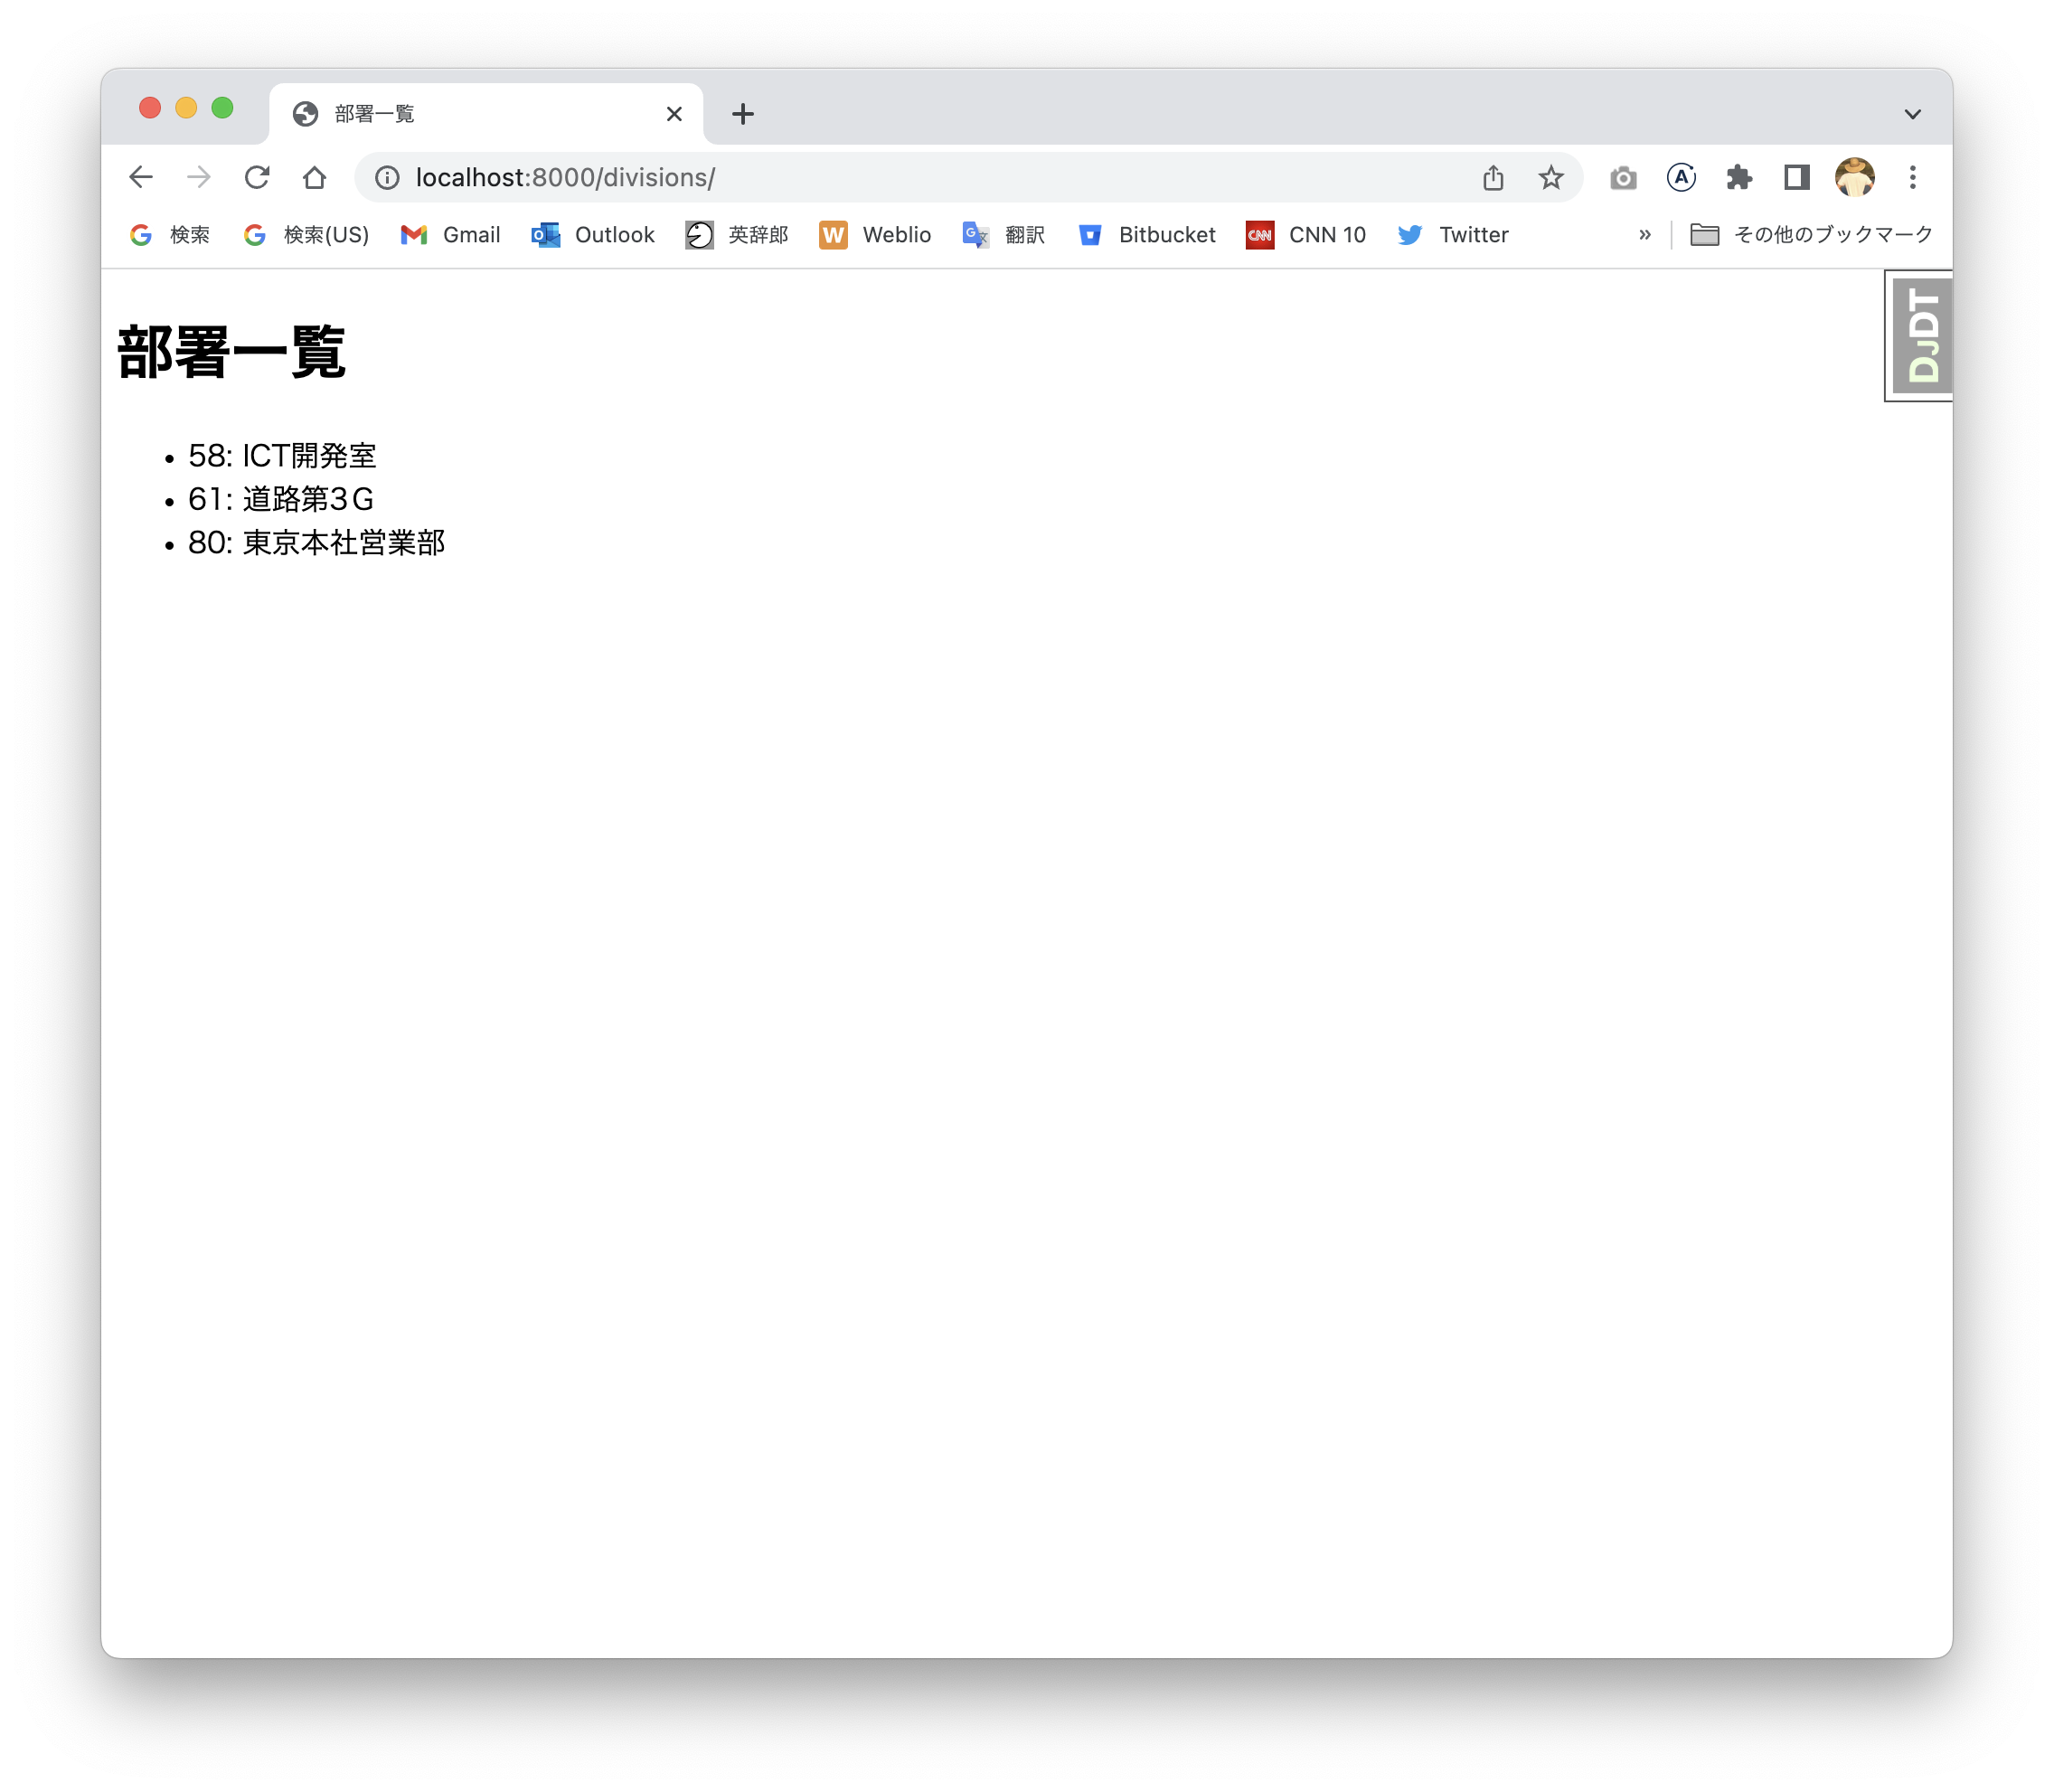 部署一覧
localhost:8000/divisions/
検索 検索(US) Gmail Outlook 英辞郎 W Weblio 翻訳 Bitbucket CNN CNN 10 Twitter » その他のブックマーク
DJDT
部署一覧
• 58: ICT開発室
• 61: 道路第3Ｇ
• 80: 東京本社営業部